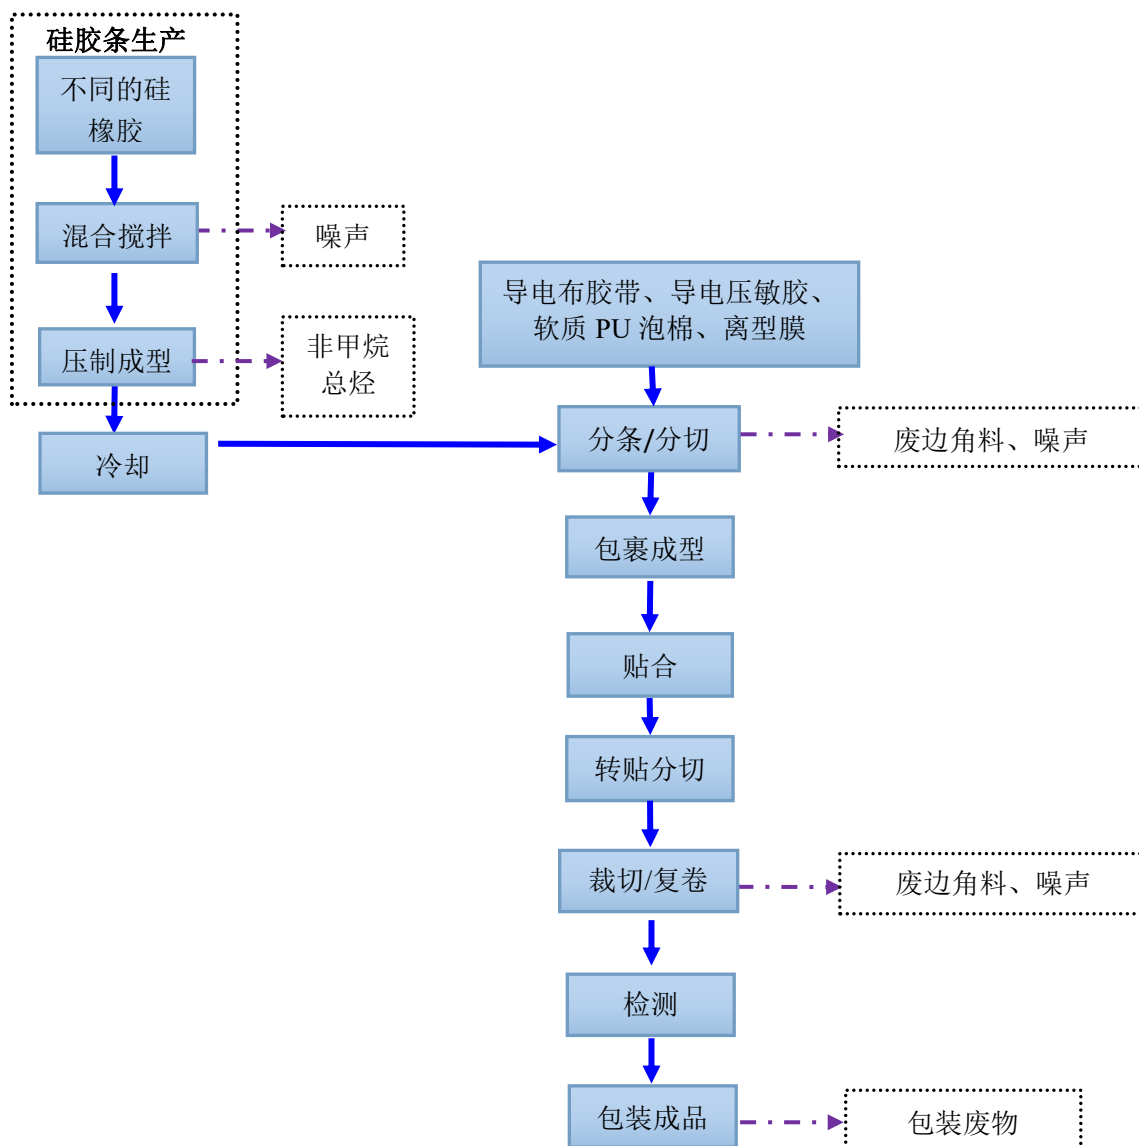 硅胶条生产
不同的硅
橡胶
混合搅拌
噪声
压制成型
非甲烷
总烃
冷却
导电布胶带、导电压敏胶、
软质 PU 泡棉、离型膜
分条/分切
废边角料、噪声
包裹成型
贴合
转贴分切
裁切/复卷
废边角料、噪声
检测
包装成品
包装废物